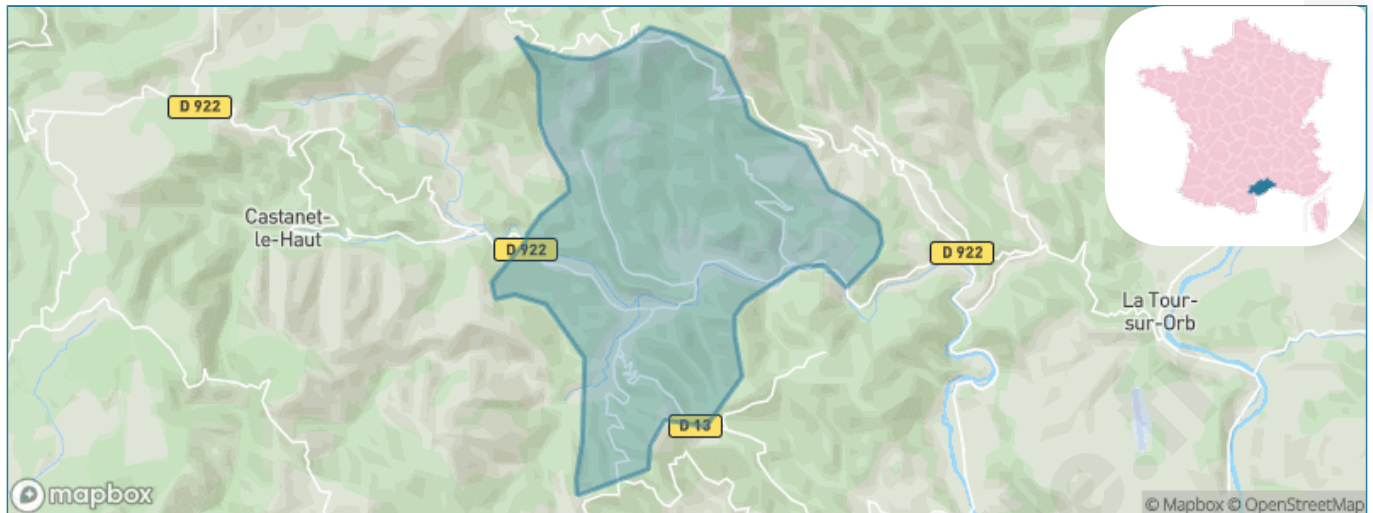 D 922
Castanet-
le-Haut
D 922
D 922
La Tour-
sur-Orb
D 13
mapbox
© Mapbox © OpenStreetMap